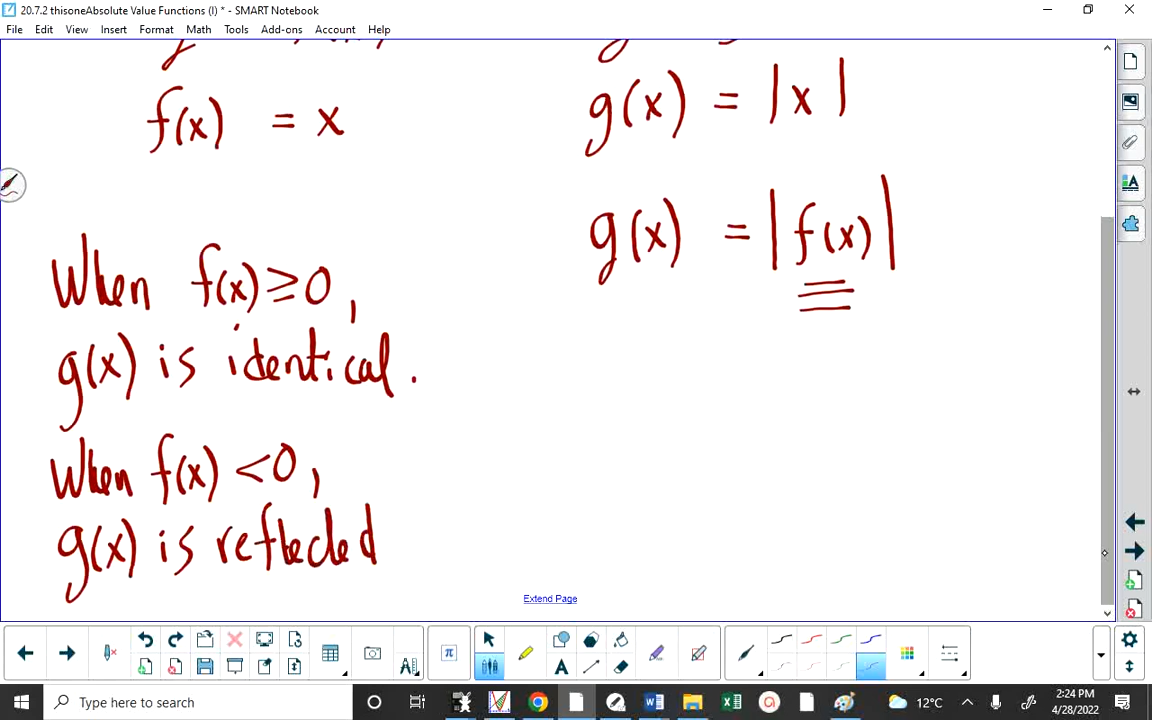 20.7.2 thisoneAbsolute Value Functions (I) * - SMART Notebook
File Edit View Insert Format Math Tools Add-ons Account Help
f(x) = x
g(x) = |x|
g(x) = |f(x)|
When f(x) ≥ 0,
g(x) is identical.
When f(x) < 0,
g(x) is reflected
Extend Page
π
A
Type here to search
12°C
2:24 PM
4/28/2022